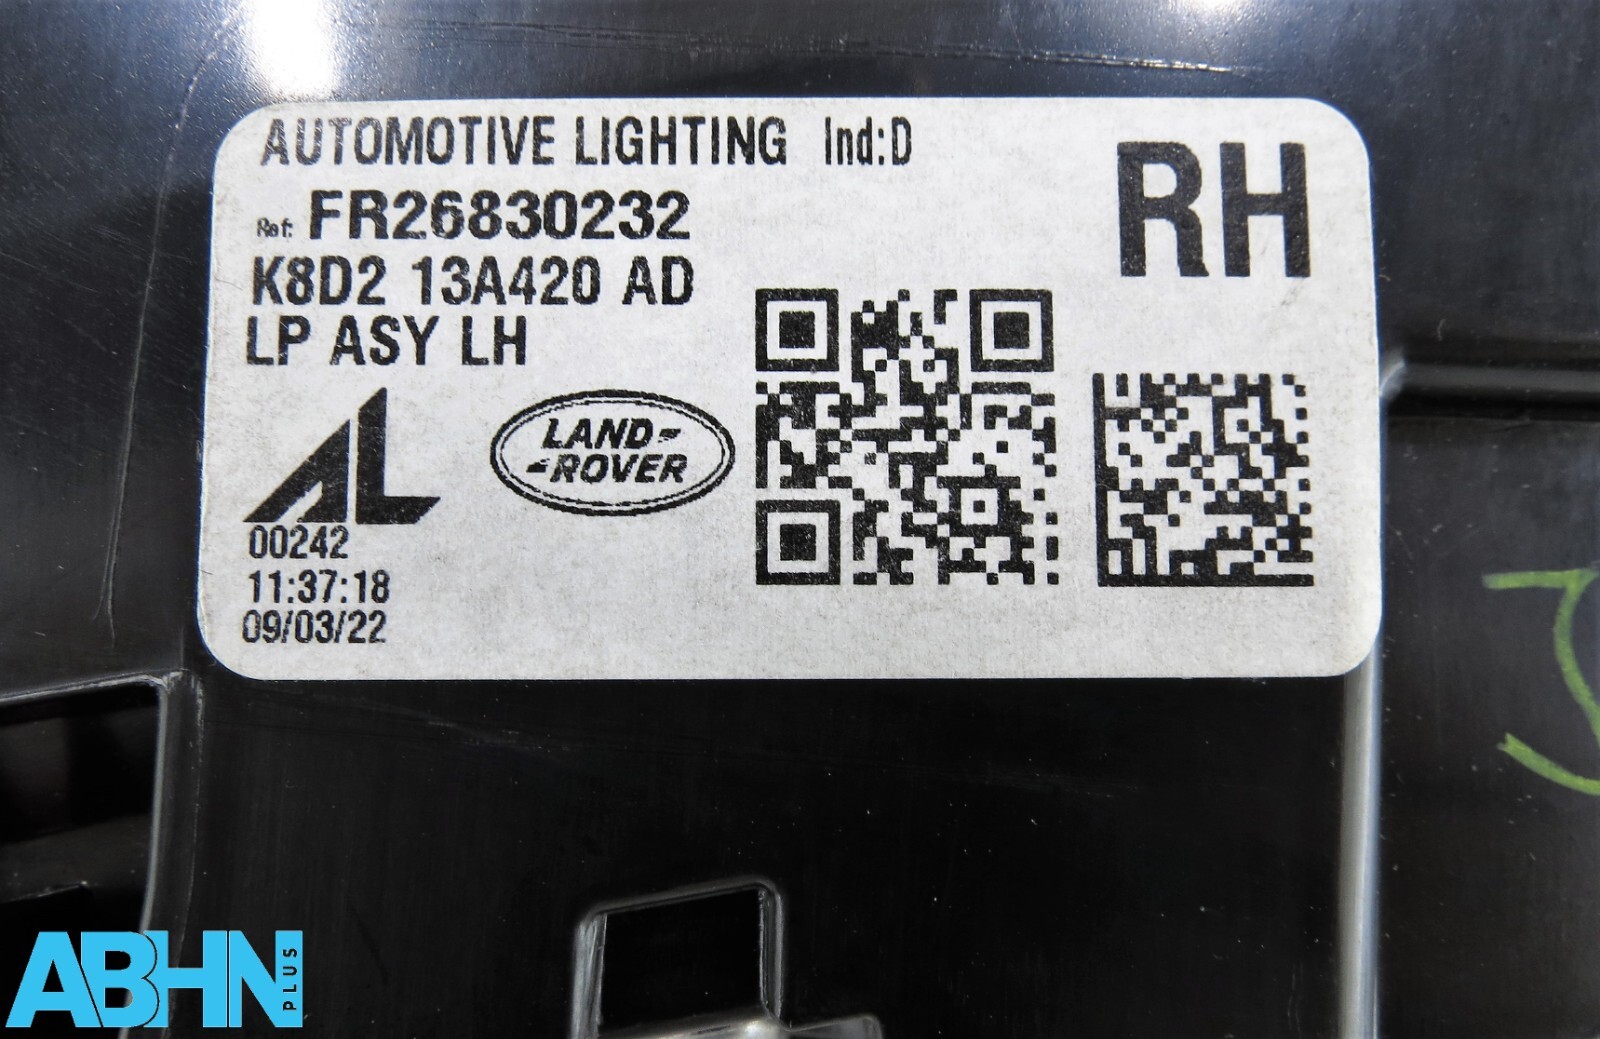 AUTOMOTIVE LIGHTING Ind:D
RH
Ref: FR26830232
K8D2 13A420 AD
LP ASY LH
AL
LAND-
-ROVER
00242
11:37:18
09/03/22
ABHN
PLUS